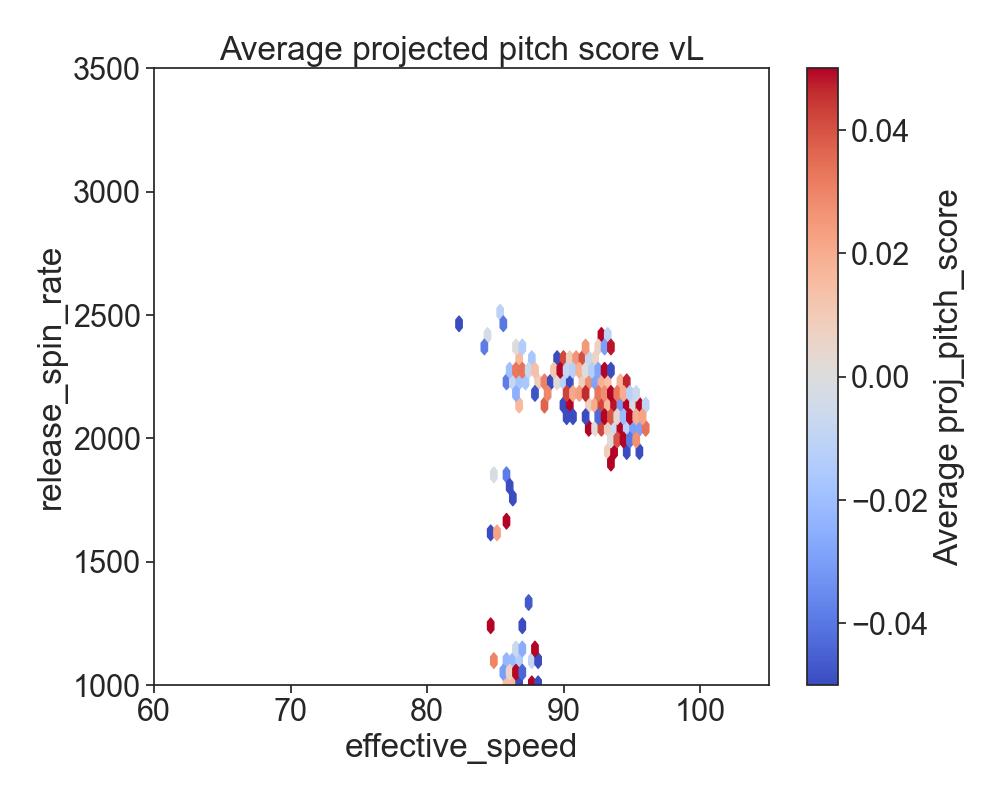 Average projected pitch score vL
3500
3000
2500
2000
1500
1000
release_spin_rate
60 70 80 90 100
effective_speed
0.04
0.02
0.00
−0.02
−0.04
Average proj_pitch_score